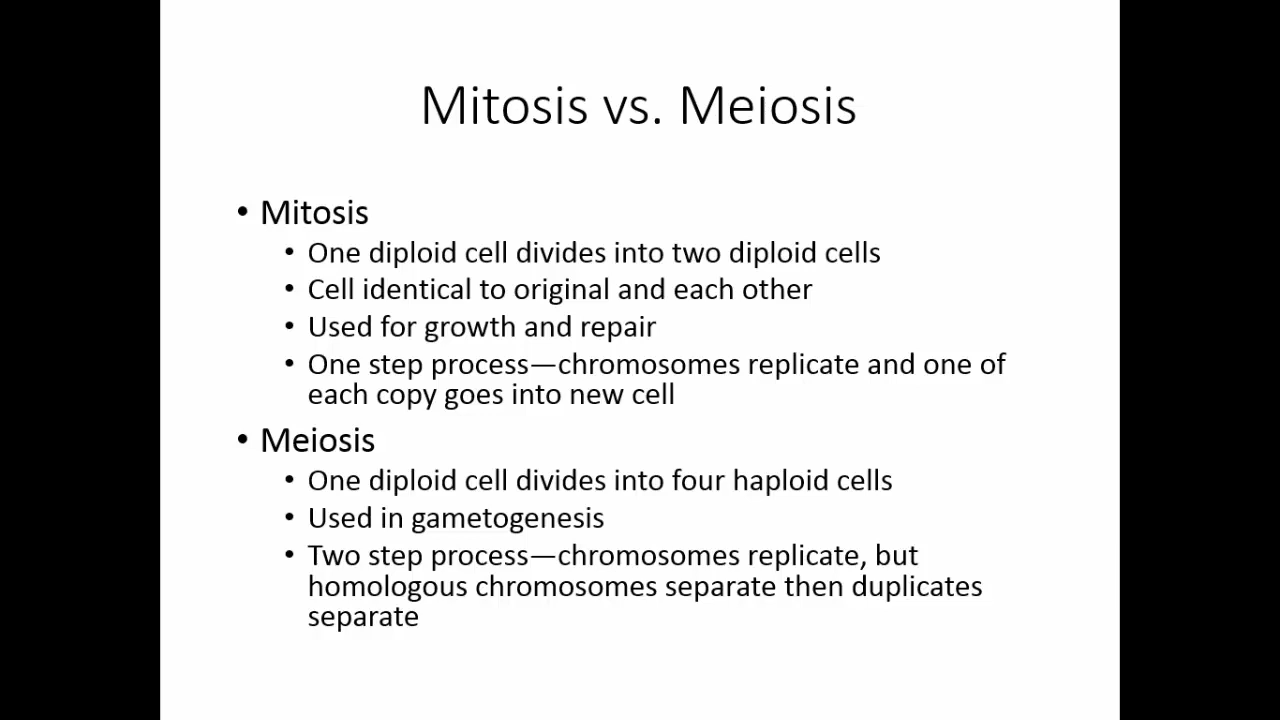 Mitosis vs. Meiosis
• Mitosis
• One diploid cell divides into two diploid cells
• Cell identical to original and each other
• Used for growth and repair
• One step process—chromosomes replicate and one of
each copy goes into new cell
• Meiosis
• One diploid cell divides into four haploid cells
• Used in gametogenesis
• Two step process—chromosomes replicate, but
homologous chromosomes separate then duplicates
separate